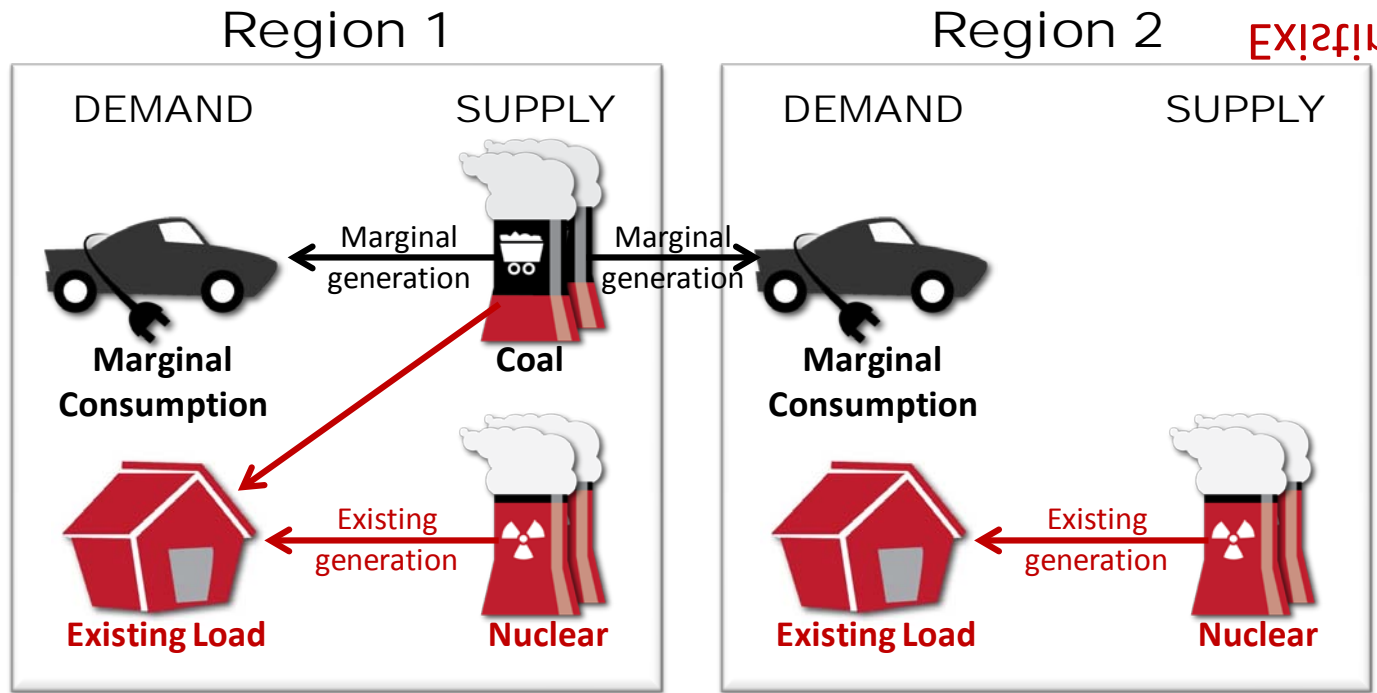 Region 1
Region 2
DEMAND
SUPPLY
Marginal
generation
Marginal
generation
Marginal
Consumption
Coal
Existing
generation
Existing Load
Nuclear
DEMAND
SUPPLY
Marginal
Consumption
Existing
generation
Existing Load
Nuclear